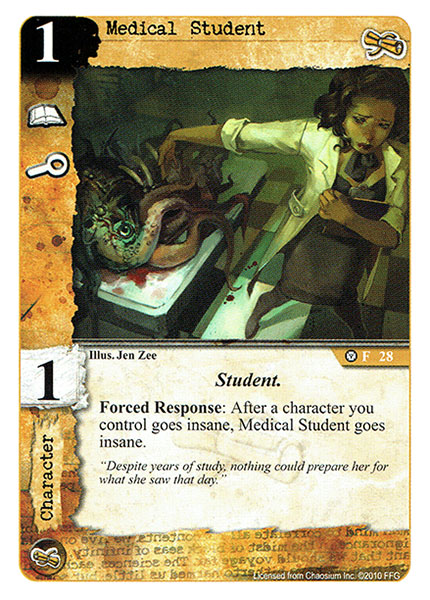 1
Medical Student
Illus. Jen Zee
F 28
1
Student.
Forced Response: After a character you
control goes insane, Medical Student goes
insane.
"Despite years of study, nothing could prepare her for
what she saw that day."
Character
Licensed from Chaosium Inc. ©2010 FFG